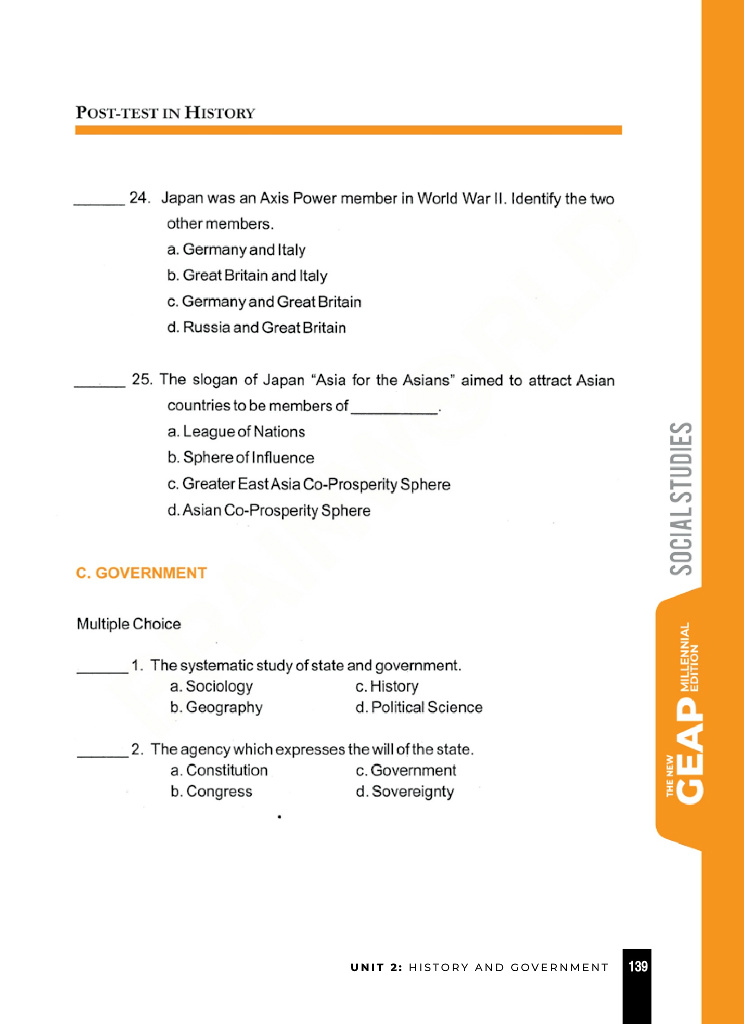 POST-TEST IN HISTORY
______ 24. Japan was an Axis Power member in World War II. Identify the two
other members.
a. Germany and Italy
b. Great Britain and Italy
c. Germany and Great Britain
d. Russia and Great Britain
______ 25. The slogan of Japan “Asia for the Asians” aimed to attract Asian
countries to be members of __________.
a. League of Nations
b. Sphere of Influence
c. Greater East Asia Co-Prosperity Sphere
d. Asian Co-Prosperity Sphere
C. GOVERNMENT
Multiple Choice
______ 1. The systematic study of state and government.
a. Sociology c. History
b. Geography d. Political Science
______ 2. The agency which expresses the will of the state.
a. Constitution c. Government
b. Congress d. Sovereignty
SOCIAL STUDIES
THE NEW
GEAP MILLENNIAL
EDITION
UNIT 2: HISTORY AND GOVERNMENT 139